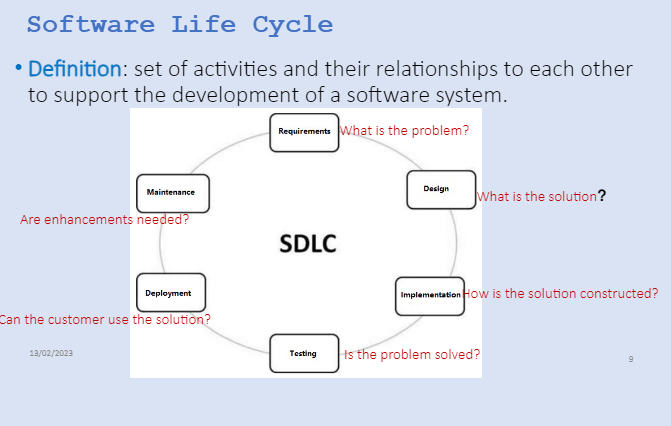 Software Life Cycle
• Definition: set of activities and their relationships to each other
to support the development of a software system.
Requirements What is the problem?
Maintenance
Design
What is the solution?
Are enhancements needed?
SDLC
Deployment
Implementation How is the solution constructed?
Can the customer use the solution?
Testing Is the problem solved?
13/02/2023
9